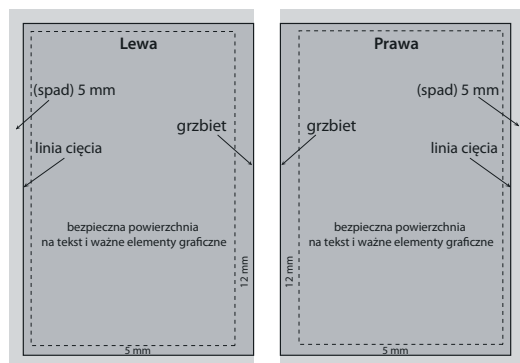 Lewa
(spad) 5 mm
grzbiet
linia cięcia
bezpieczna powierzchnia
na tekst i ważne elementy graficzne
12 mm
5 mm
Prawa
(spad) 5 mm
grzbiet
linia cięcia
bezpieczna powierzchnia
na tekst i ważne elementy graficzne
12 mm
5 mm